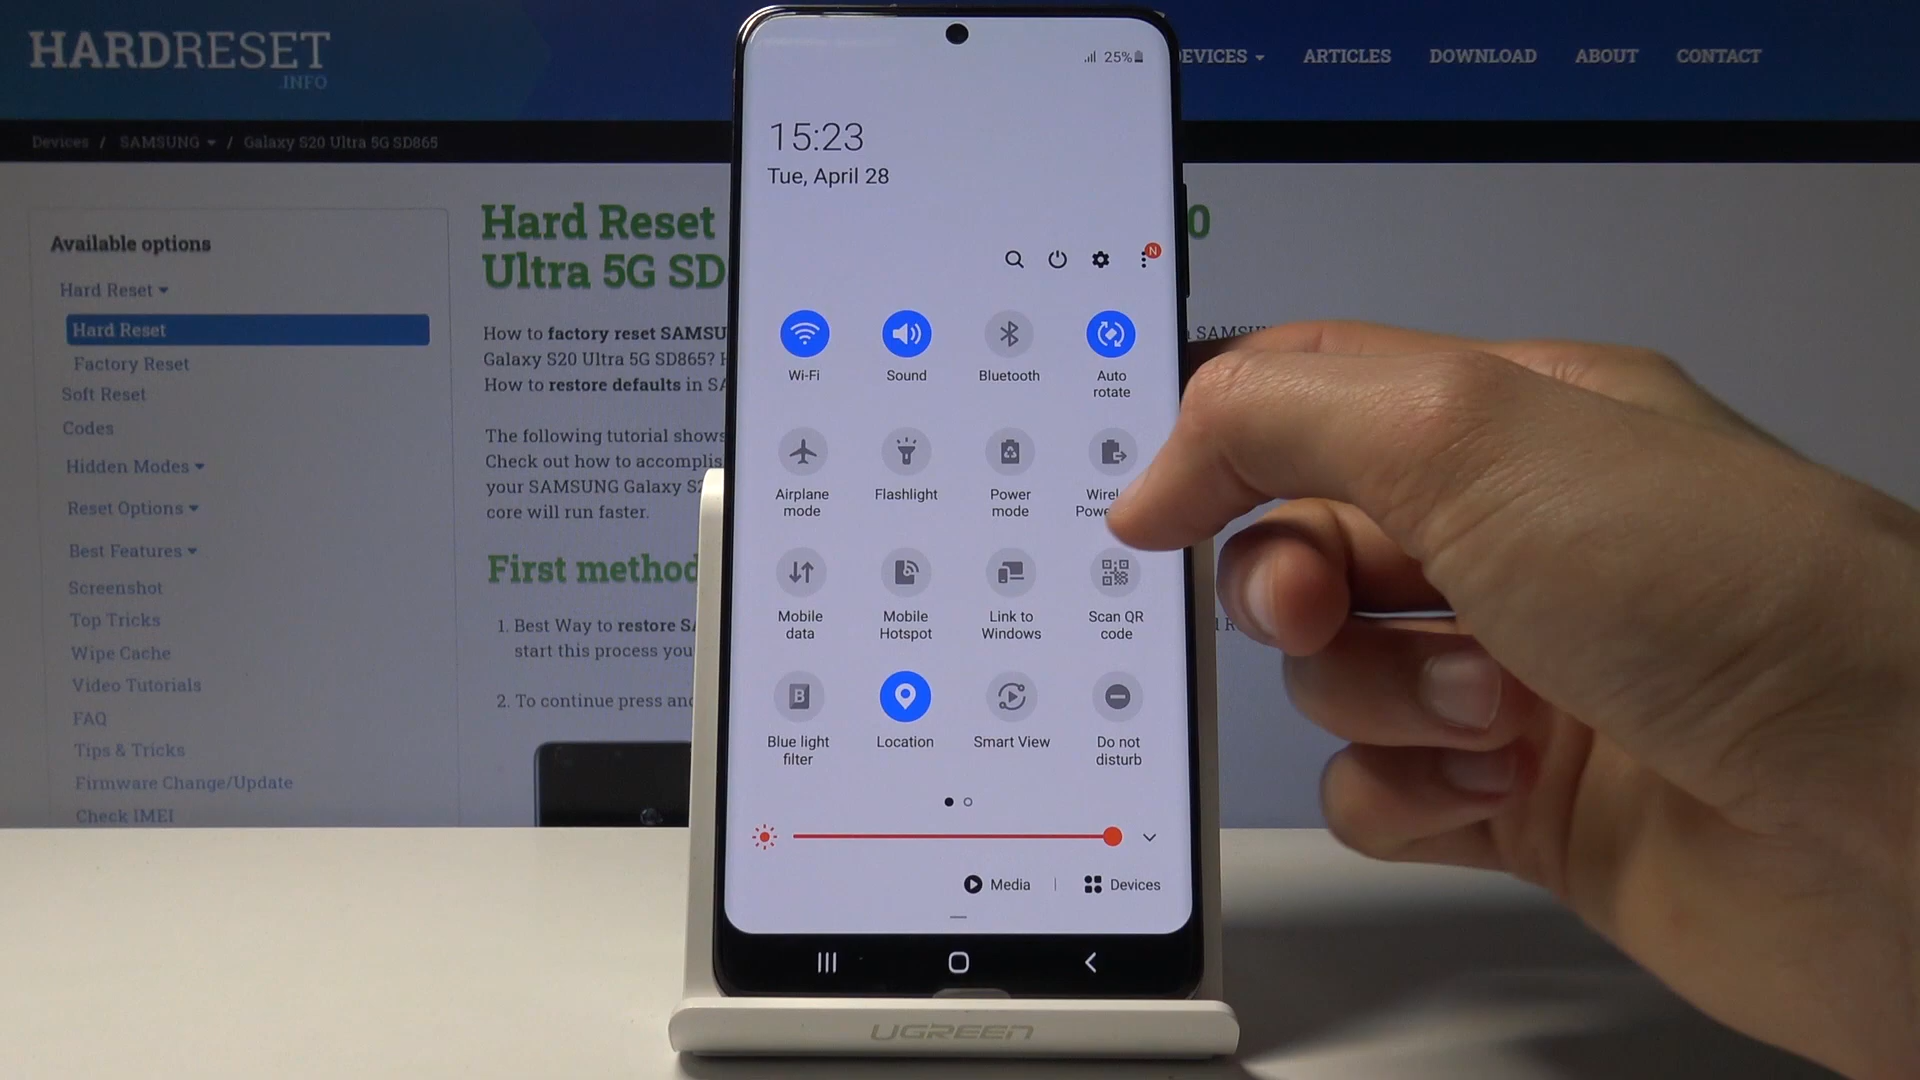 HARDRESET
.INFO
EVICES
ARTICLES
DOWNLOAD
ABOUT
CONTACT
Devices / SAMSUNG / Galaxy S20 Ultra 5G SD865
Available options
Hard Reset
Hard Reset
Factory Reset
Soft Reset
Codes
Hidden Modes
Reset Options
Best Features
Screenshot
Top Tricks
Wipe Cache
Video Tutorials
FAQ
Tips & Tricks
Firmware Change/Update
Check IMEI
Hard Reset 0
Ultra 5G SD
How to factory reset SAMSU SAMSU
Galaxy S20 Ultra 5G SD865?
How to restore defaults in SA
The following tutorial shows
Check out how to accomplis
your SAMSUNG Galaxy S2
core will run faster.
First method
1. Best Way to restore SA
start this process you
2. To continue press and
25%
15:23
Tue, April 28
N
Wi-Fi
Sound
Bluetooth
Auto
rotate
Airplane
mode
Flashlight
Power
mode
Wirel
Powe
Mobile
data
Mobile
Hotspot
Link to
Windows
Scan QR
code
B
Blue light
filter
Location
Smart View
Do not
disturb
Media
Devices
UGREEN